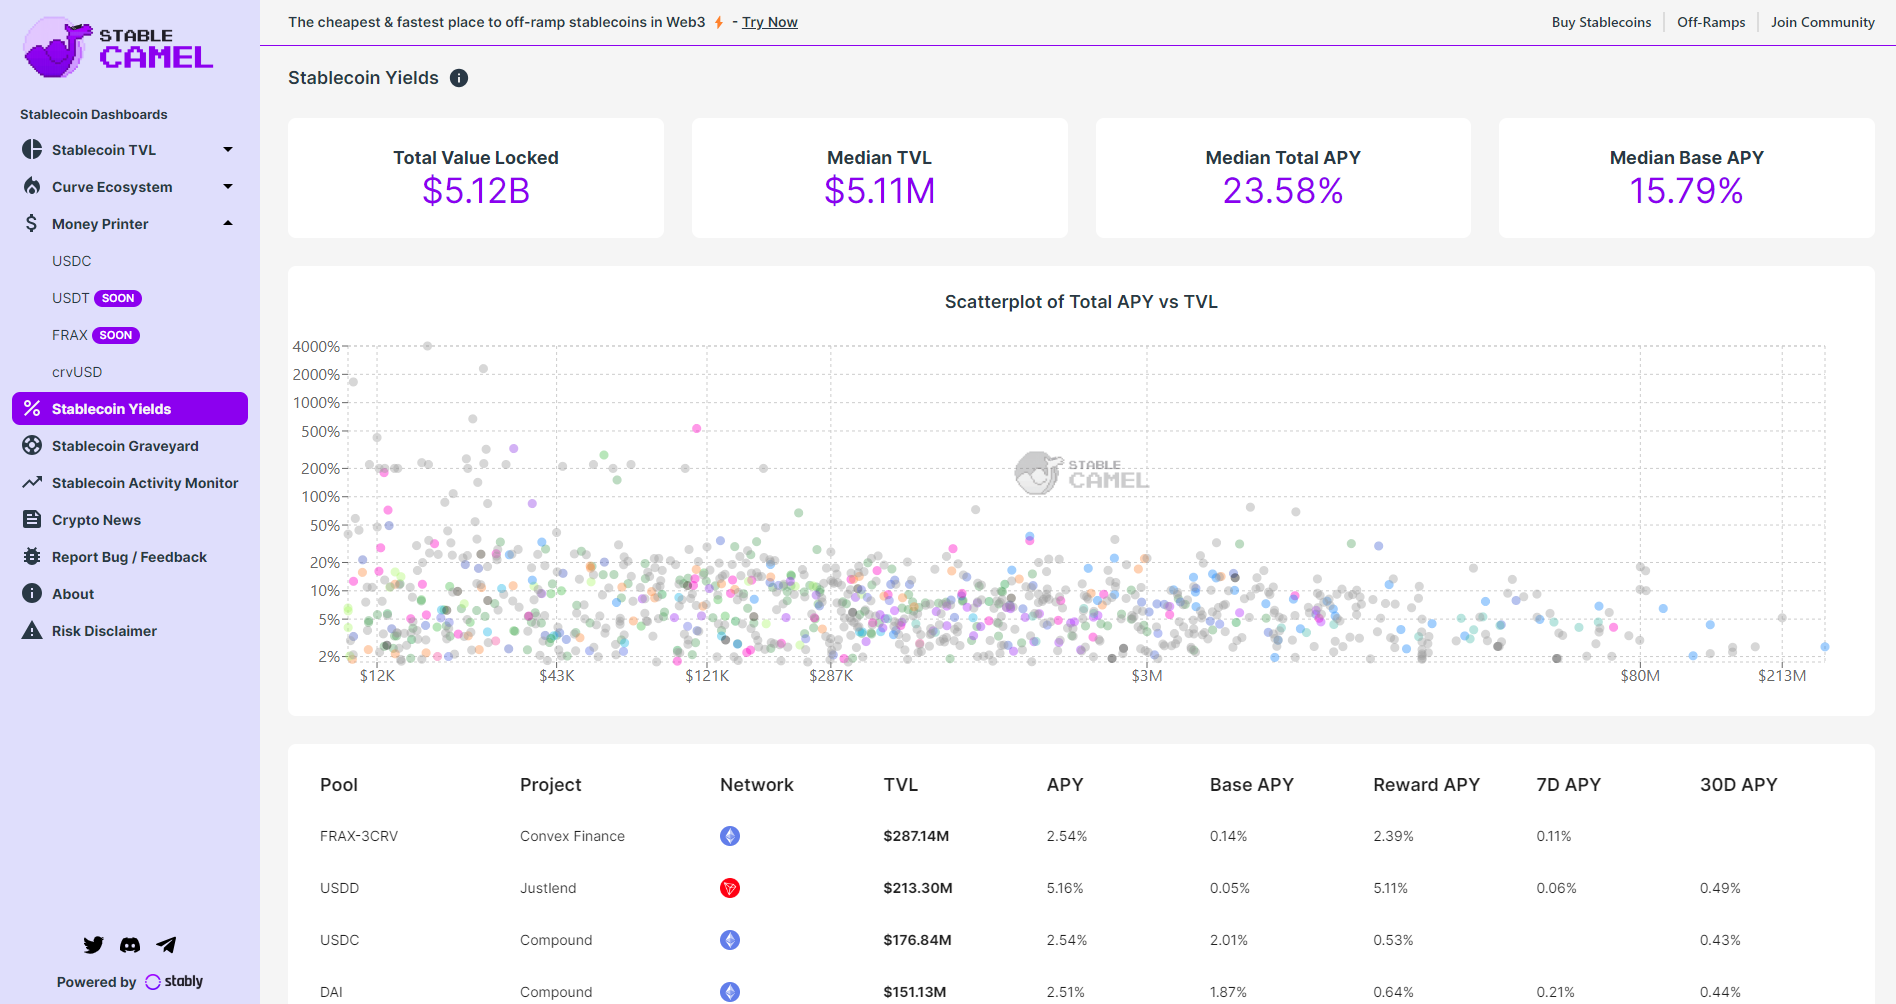 STABLE
CAMEL
Stablecoin Dashboards
Stablecoin TVL
Curve Ecosystem
Money Printer
USDC
USDT SOON
FRAX SOON
crvUSD
Stablecoin Yields
Stablecoin Graveyard
Stablecoin Activity Monitor
Crypto News
Report Bug / Feedback
About
Risk Disclaimer
Powered by stably
The cheapest & fastest place to off-ramp stablecoins in Web3 ⚡ - Try Now
Buy Stablecoins Off-Ramps Join Community
Stablecoin Yields
Total Value Locked
$5.12B
Median TVL
$5.11M
Median Total APY
23.58%
Median Base APY
15.79%
Scatterplot of Total APY vs TVL
4000%
2000%
1000%
500%
200%
100%
50%
20%
10%
5%
2%
STABLE
CAMEL
$12K $43K $121K $287K $3M $80M $213M
Pool Project Network TVL APY Base APY Reward APY 7D APY 30D APY
FRAX-3CRV Convex Finance $287.14M 2.54% 0.14% 2.39% 0.11%
USDD Justlend $213.30M 5.16% 0.05% 5.11% 0.06% 0.49%
USDC Compound $176.84M 2.54% 2.01% 0.53% 0.43%
DAI Compound $151.13M 2.51% 1.87% 0.64% 0.21% 0.44%